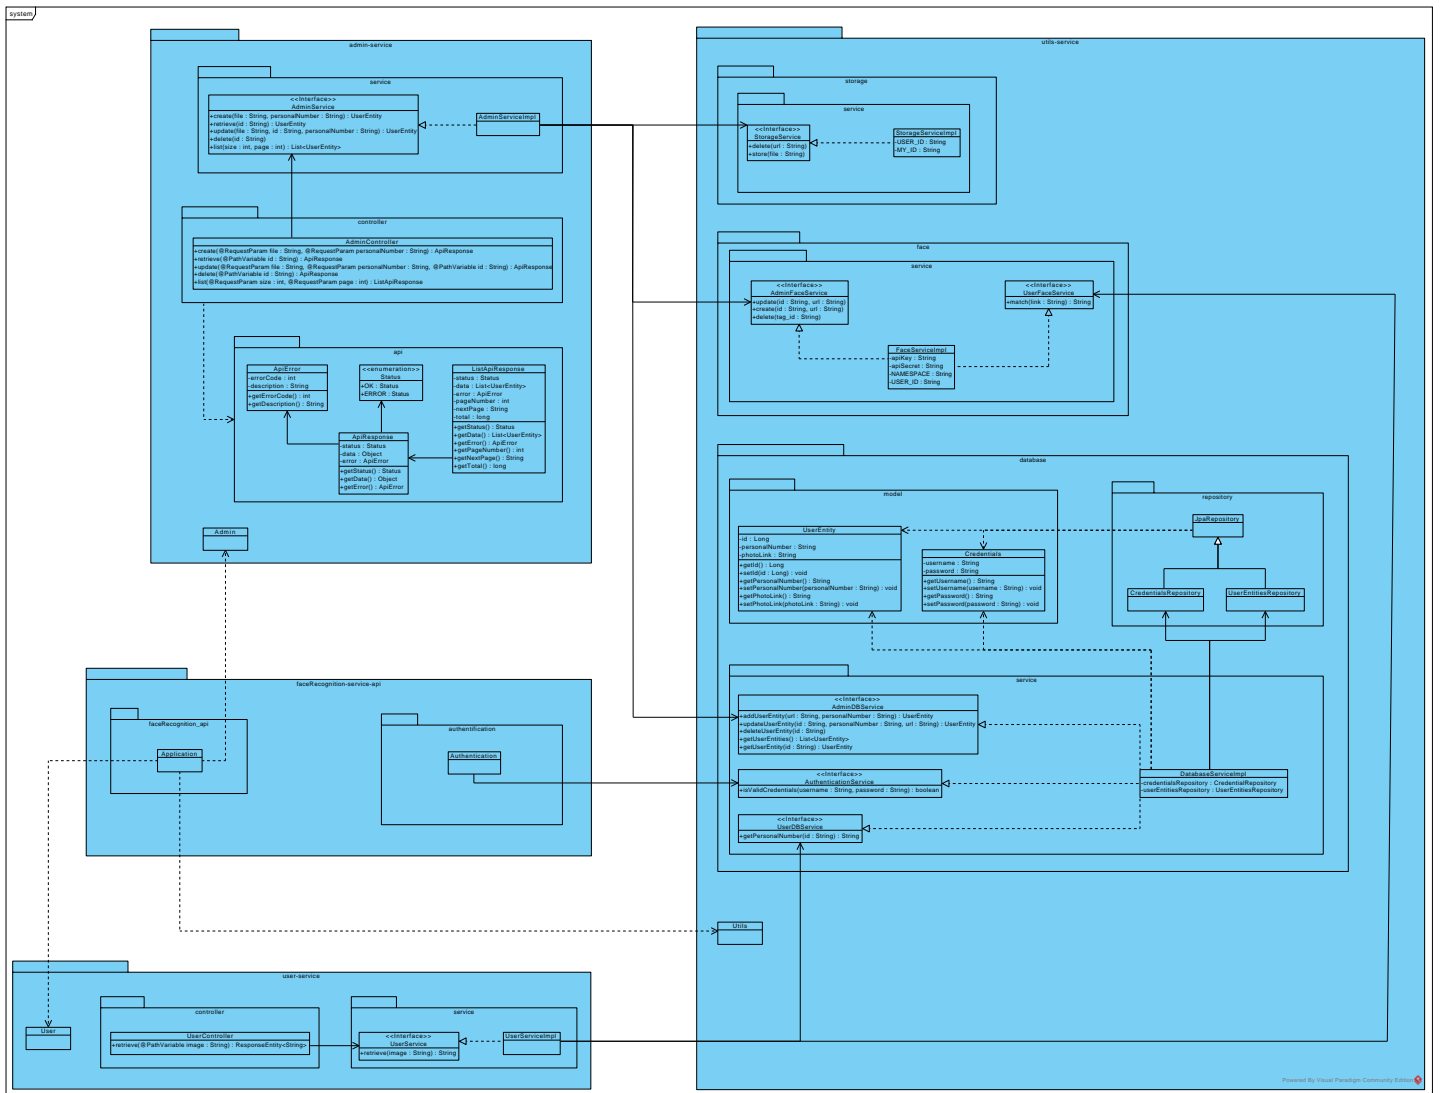 system
admin-service
service
<<Interface>>
AdminService
+create(file : String, personalNumber : String) : UserEntity
+retrieve(id : String) : UserEntity
+update(file : String, id : String, personalNumber : String) : UserEntity
+delete(id : String)
+list(size : int, page : int) : List<UserEntity>
AdminServiceImpl
controller
AdminController
+create(@RequestParam file : String, @RequestParam personalNumber : String) : ApiResponse
+retrieve(@PathVariable id : String) : ApiResponse
+update(@RequestParam file : String, @RequestParam personalNumber : String, @PathVariable id : String) : ApiResponse
+delete(@PathVariable id : String) : ApiResponse
+list(@RequestParam size : int, @RequestParam page : int) : ListApiResponse
api
ApiError
-errorCode : int
-description : String
+getErrorCode() : int
+getDescription() : String
<<enumeration>>
Status
+OK : Status
+ERROR : Status
ListApiResponse
-status : Status
-data : List<UserEntity>
-error : ApiError
-pageNumber : int
-nextPage : String
-total : long
+getStatus() : Status
+getData() : List<UserEntity>
+getError() : ApiError
+getPageNumber() : int
+getNextPage() : String
+getTotal() : long
ApiResponse
-status : Status
-data : Object
-error : ApiError
+getStatus() : Status
+getData() : Object
+getError() : ApiError
Admin
utils-service
storage
service
<<Interface>>
StorageService
+delete(url : String)
+store(file : String)
StorageServiceImpl
-USER_ID : String
-MY_ID : String
face
service
<<Interface>>
AdminFaceService
+update(id : String, url : String)
+create(id : String, url : String)
+delete(tag_id : String)
<<Interface>>
UserFaceService
+match(link : String) : String
FaceServiceImpl
-apiKey : String
-apiSecret : String
-NAMESPACE : String
-USER_ID : String
database
model
UserEntity
-id : Long
-personalNumber : String
-photoLink : String
+getId() : Long
+setId(id : Long) : void
+getPersonalNumber() : String
+setPersonalNumber(personalNumber : String) : void
+getPhotoLink() : String
+setPhotoLink(photoLink : String) : void
Credentials
-username : String
-password : String
+getUsername() : String
+setUsername(username : String) : void
+getPassword() : String
+setPassword(password : String) : void
repository
JpaRepository
CredentialsRepository
UserEntitiesRepository
service
<<Interface>>
AdminDBService
+addUserEntity(url : String, personalNumber : String) : UserEntity
+updateUserEntity(id : String, personalNumber : String, url : String) : UserEntity
+deleteUserEntity(id : String)
+getUserEntities() : List<UserEntity>
+getUserEntity(id : String) : UserEntity
<<Interface>>
AuthenticationService
+isValidCredentials(username : String, password : String) : boolean
<<Interface>>
UserDBService
+getPersonalNumber(id : String) : String
DatabaseServiceImpl
-credentialsRepository : CredentialRepository
-userEntitiesRepository : UserEntitiesRepository
Utils
faceRecognition-service-api
faceRecognition_api
Application
authentification
Authentication
user-service
User
controller
UserController
+retrieve(@PathVariable image : String) : ResponseEntity<String>
service
<<Interface>>
UserService
+retrieve(image : String) : String
UserServiceImpl
Powered By Visual Paradigm Community Edition